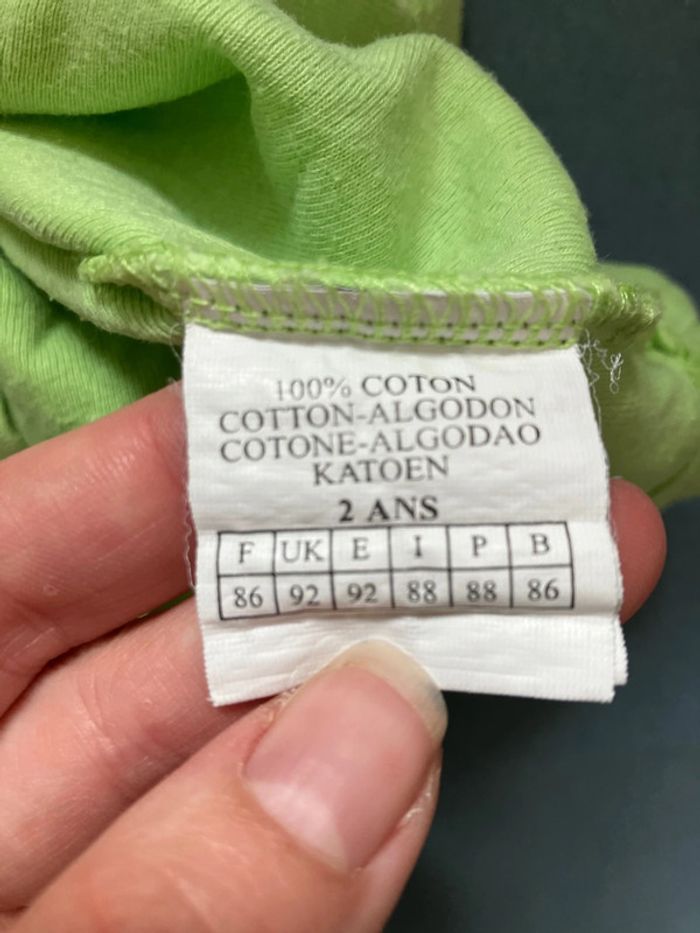 100% COTON
COTTON-ALGODON
COTONE-ALGODAO
KATOEN
2 ANS
F UK E I P B
86 92 92 88 88 86